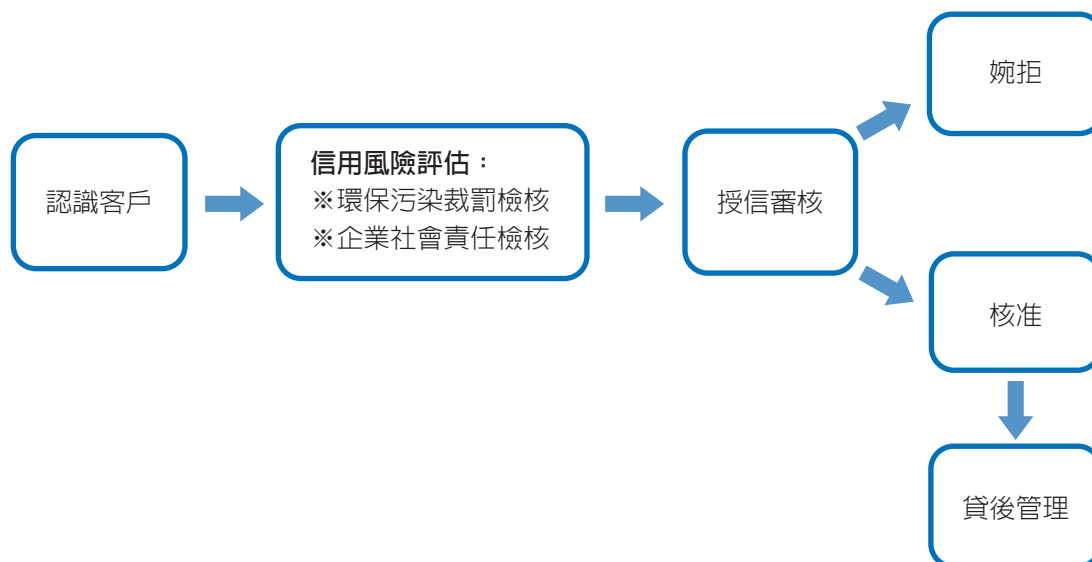 婉拒
認識客戶
信用風險評估：
※環保污染裁罰檢核
※企業社會責任檢核
授信審核
核准
貸後管理